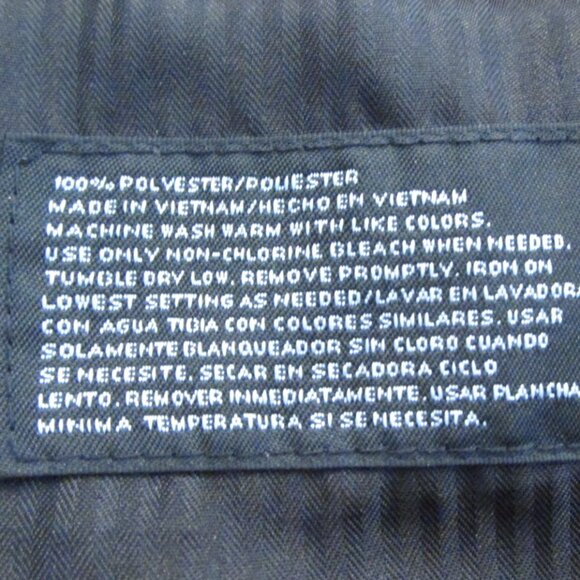 100% POLYESTER/POLIESTER
MADE IN VIETNAM/HECHO EN VIETNAM
MACHINE WASH WARM WITH LIKE COLORS.
USE ONLY NON-CHLORINE BLEACH WHEN NEEDED.
TUMBLE DRY LOW. REMOVE PROMPTLY. IRON ON
LOWEST SETTING AS NEEDED/LAVAR EN LAVADORA
CON AGUA TIBIA CON COLORES SIMILARES. USAR
SOLAMENTE BLANQUEADOR SIN CLORO CUANDO
SE NECESITE. SECAR EN SECADORA CICLO
LENTO. REMOVER INMEDIATAMENTE. USAR PLANCHA
MINIMA TEMPERATURA SI SE NECESITA.